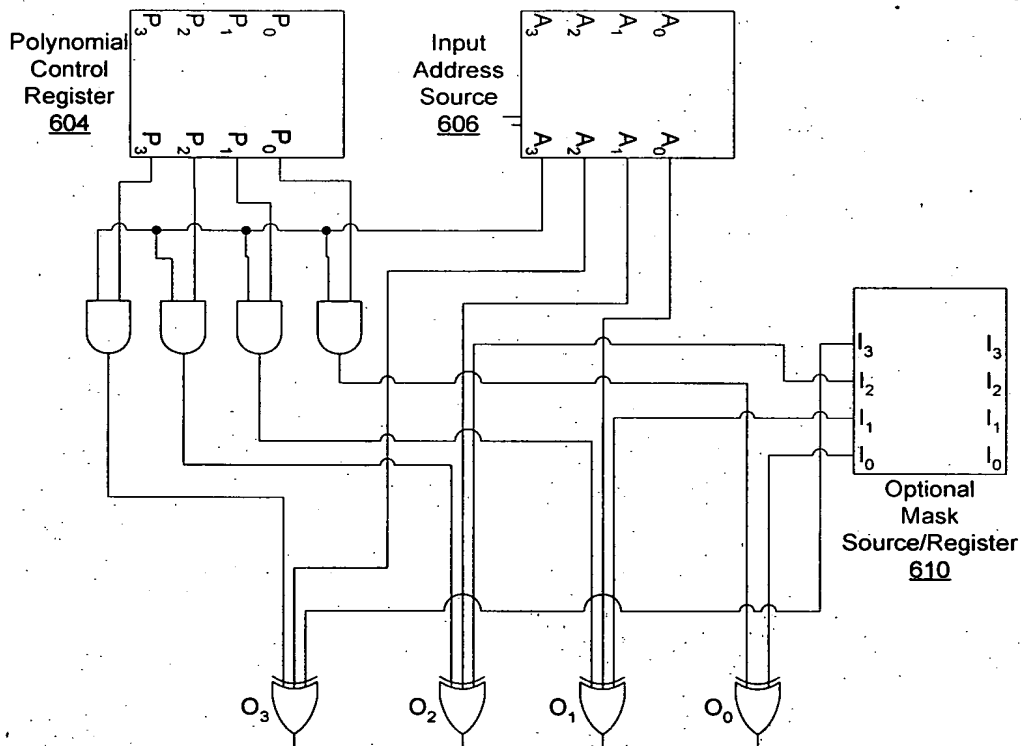 Polynomial
Control
Register
604
P3 P2 P1 P0
P3 P2 P1 P0
Input
Address
Source
606
A3 A2 A1 A0
A3 A2 A1 A0
I3 I3
I2 I2
I1 I1
I0 I0
Optional
Mask
Source/Register
610
O3 O2 O1 O0